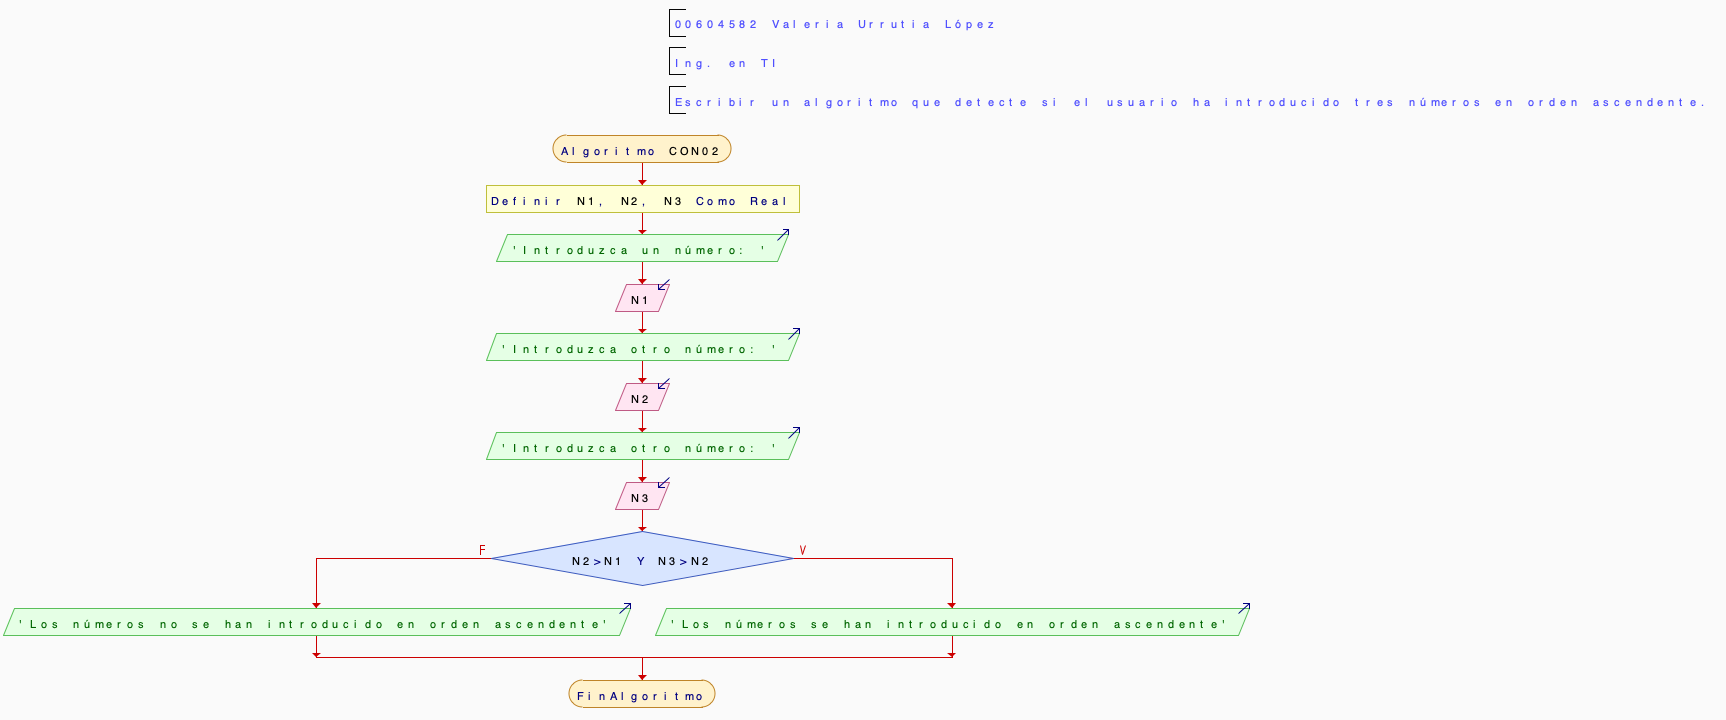 00604582 Valeria Urrutia López
Ing. en TI
Escribir un algoritmo que detecte si el usuario ha introducido tres números en orden ascendente.
Algoritmo CON02
Definir N1, N2, N3 Como Real
'Introduzca un número: '
N1
'Introduzca otro número: '
N2
'Introduzca otro número: '
N3
F
V
N2>N1 Y N3>N2
'Los números no se han introducido en orden ascendente'
'Los números se han introducido en orden ascendente'
FinAlgoritmo